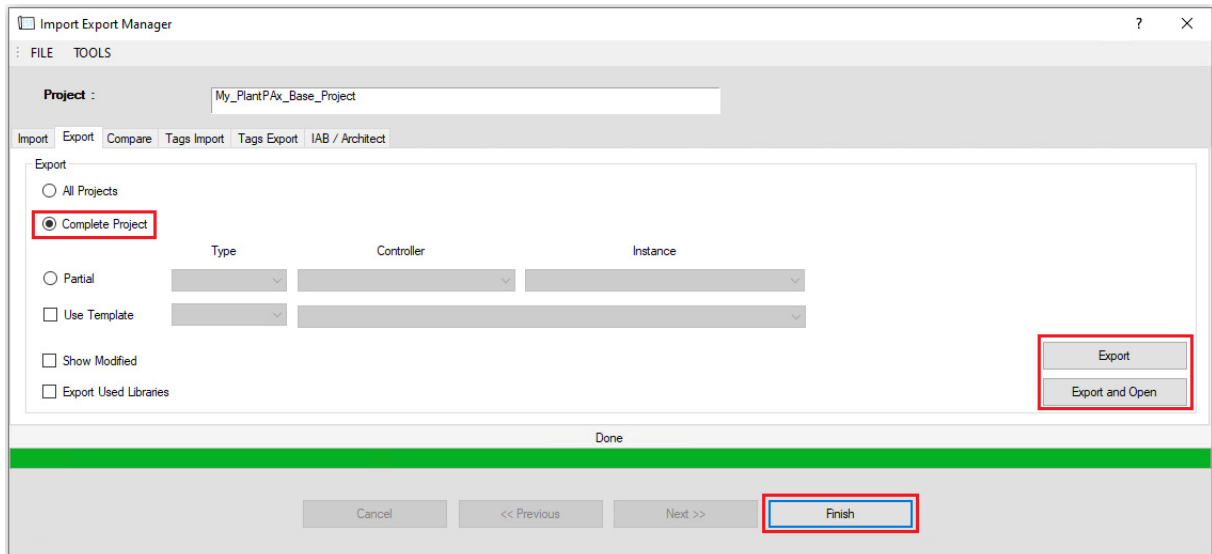 Import Export Manager ? ×
FILE TOOLS
Project : My_PlantPAx_Base_Project
Import Export Compare Tags Import Tags Export IAB / Architect
Export
All Projects
Complete Project
Type Controller Instance
Partial
Use Template
Show Modified
Export
Export Used Libraries
Export and Open
Done
Cancel << Previous Next >> Finish